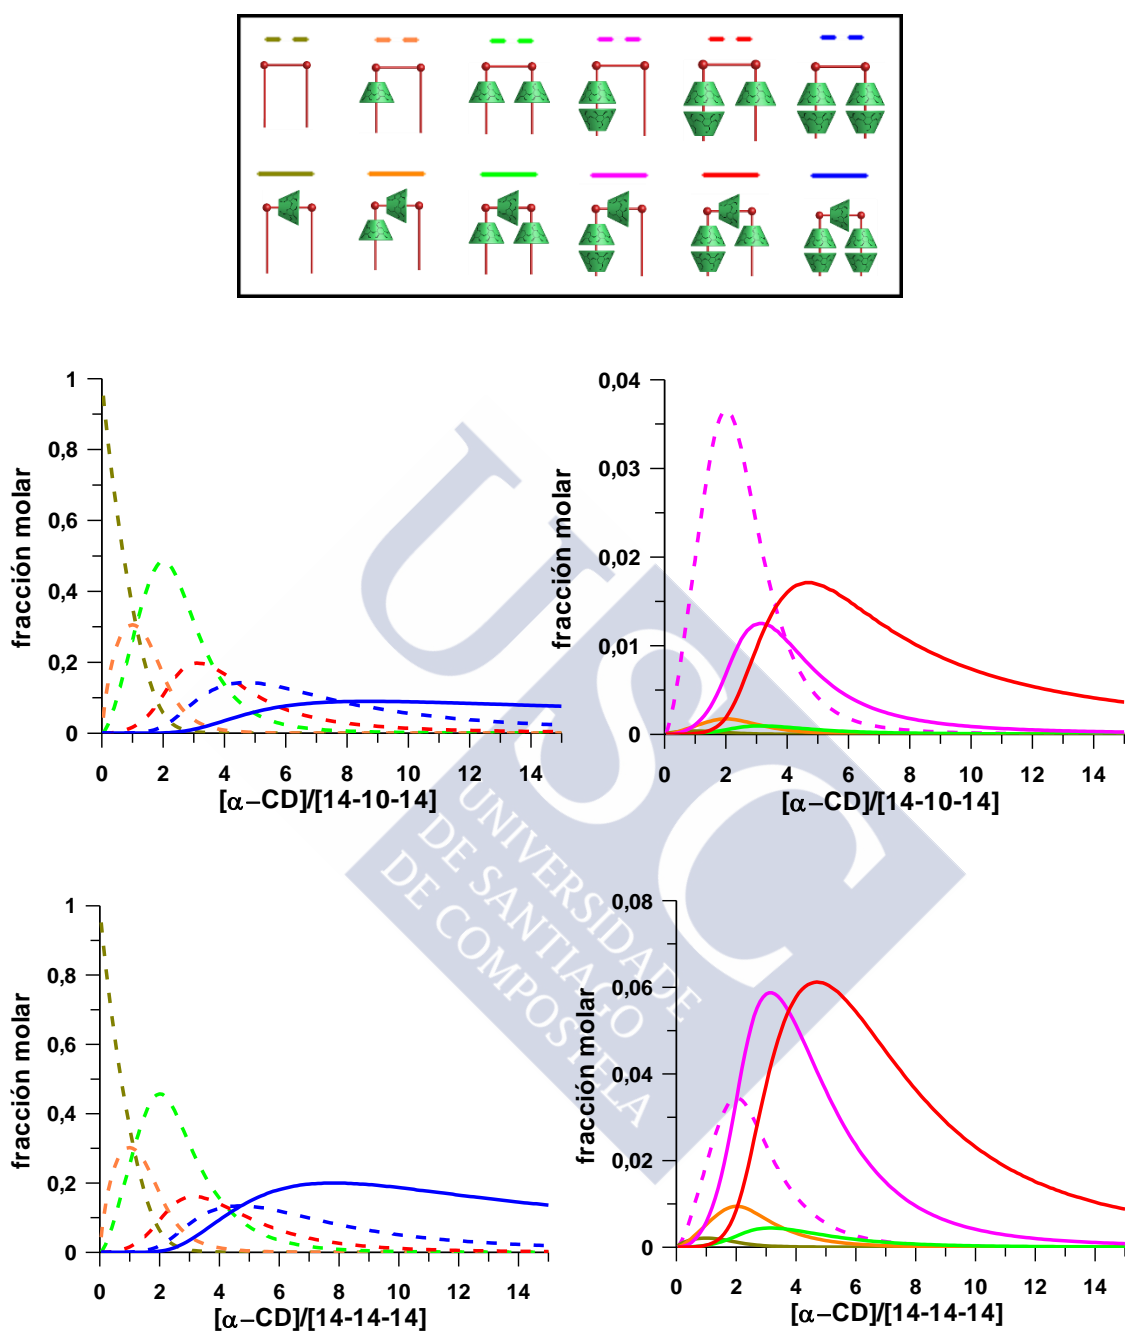 1
0,8
0,6
0,4
0,2
0
fracción molar
0 2 4 6 8 10 12 14
[α−CD]/[14-10-14]
0,04
0,03
0,02
0,01
0
fracción molar
0 2 4 6 8 10 12 14
[α−CD]/[14-10-14]
USC
UNIVERSIDADE
DE SANTIAGO
DE COMPOSTELA
1
0,8
0,6
0,4
0,2
0
fracción molar
0 2 4 6 8 10 12 14
[α−CD]/[14-14-14]
0,08
0,06
0,04
0,02
0
fracción molar
0 2 4 6 8 10 12 14
[α−CD]/[14-14-14]